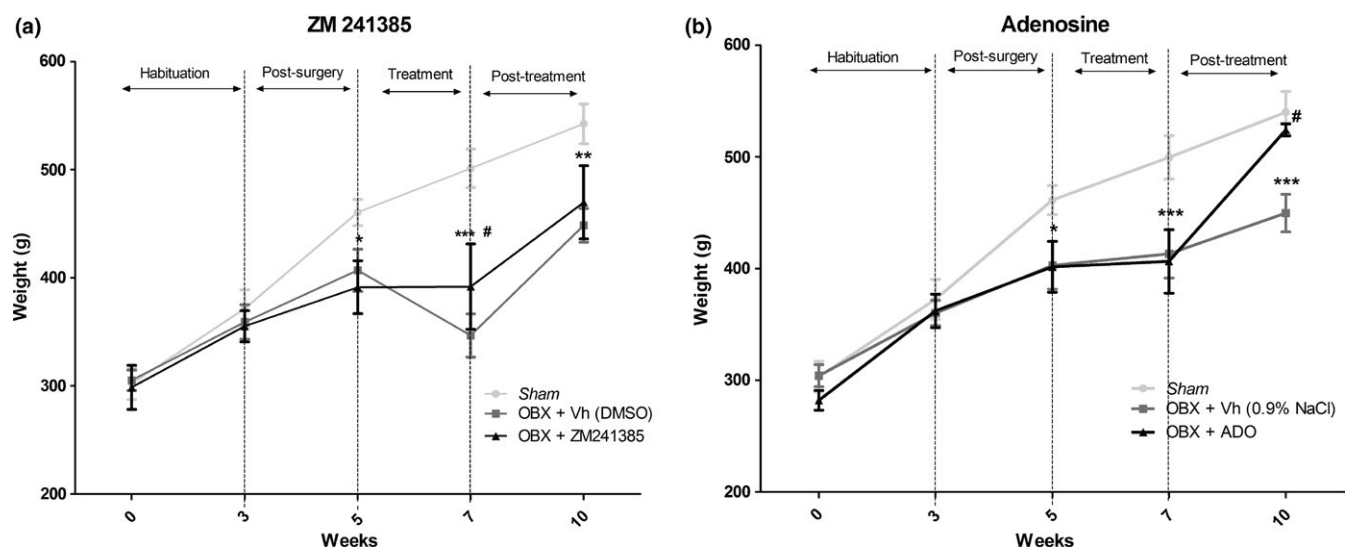 (a)
ZM 241385
600
500
400
300
200
Weight (g)
Habituation
Post-surgery
Treatment
Post-treatment
*
*** #
**
Sham
OBX + Vh (DMSO)
OBX + ZM241385
0
3
5
7
10
Weeks
(b)
Adenosine
600
500
400
300
200
Weight (g)
Habituation
Post-surgery
Treatment
Post-treatment
*
***
#
***
Sham
OBX + Vh (0.9% NaCl)
OBX + ADO
0
3
5
7
10
Weeks